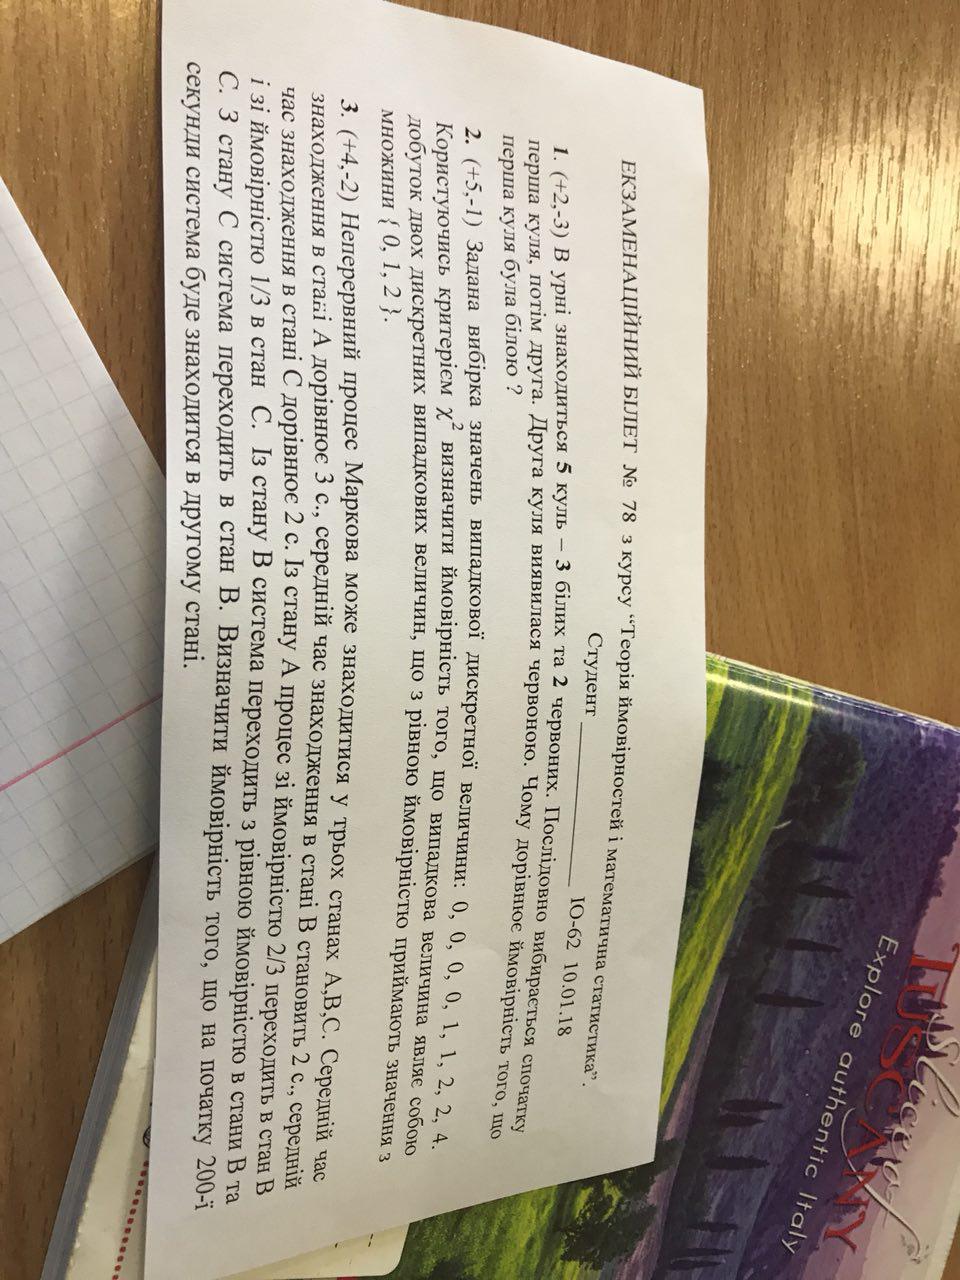 ЕКЗАМЕНАЦІЙНИЙ БІЛЕТ № 78 з курсу “Теорія ймовірностей і математична статистика”.
Студент ____________ ІО-62 10.01.18
1. (+2,-3) В урні знаходиться 5 куль – 3 білих та 2 червоних. Послідовно вибирається спочатку
перша куля, потім друга. Друга куля виявилася червоною. Чому дорівнює ймовірність того, що
перша куля була білою ?
2. (+5,-1) Задана вибірка значень випадкової дискретної величини: 0, 0, 0, 0, 1, 1, 2, 2, 4.
Користуючись критерієм χ² визначити ймовірність того, що випадкова величина являє собою
добуток двох дискретних випадкових величин, що з рівною ймовірністю приймають значення з
множини { 0, 1, 2 }.
3. (+4,-2) Неперервний процес Маркова може знаходитися у трьох станах А,В,С. Середній час
знаходження в стані А дорівнює 3 с., середній час знаходження в стані В становить 2 с., середній
час знаходження в стані С дорівнює 2 с. Із стану А процес зі ймовірністю 2/3 переходить в стан В
і зі ймовірністю 1/3 в стан С. Із стану В система переходить з рівною ймовірністю в стани В та
С. З стану С система переходить в стан В. Визначити ймовірність того, що на початку 200-ї
секунди система буде знаходится в другому стані.
TUSCANY
Explore authentic Italy